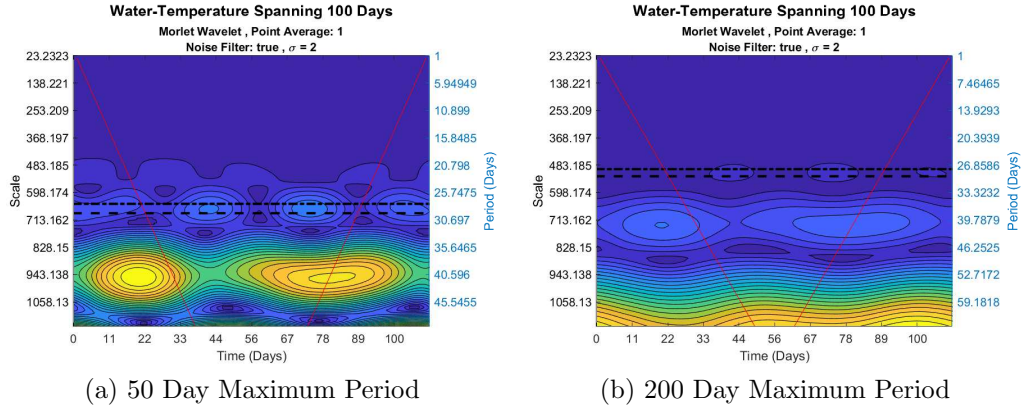 Water-Temperature Spanning 100 Days
Morlet Wavelet , Point Average: 1
Noise Filter: true , σ = 2
23.2323
138.221
253.209
368.197
483.185
598.174
713.162
828.15
943.138
1058.13
Scale
1
5.94949
10.899
15.8485
20.798
25.7475
30.697
35.6465
40.596
45.5455
Period (Days)
0 11 22 33 44 56 67 78 89 100
Time (Days)
(a) 50 Day Maximum Period
Water-Temperature Spanning 100 Days
Morlet Wavelet , Point Average: 1
Noise Filter: true , σ = 2
23.2323
138.221
253.209
368.197
483.185
598.174
713.162
828.15
943.138
1058.13
Scale
1
7.46465
13.9293
20.3939
26.8586
33.3232
39.7879
46.2525
52.7172
59.1818
Period (Days)
0 11 22 33 44 56 67 78 89 100
Time (Days)
(b) 200 Day Maximum Period